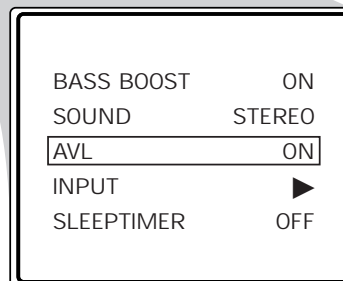 BASS BOOST ON
SOUND STEREO
AVL ON
INPUT ▶
SLEEPTIMER OFF